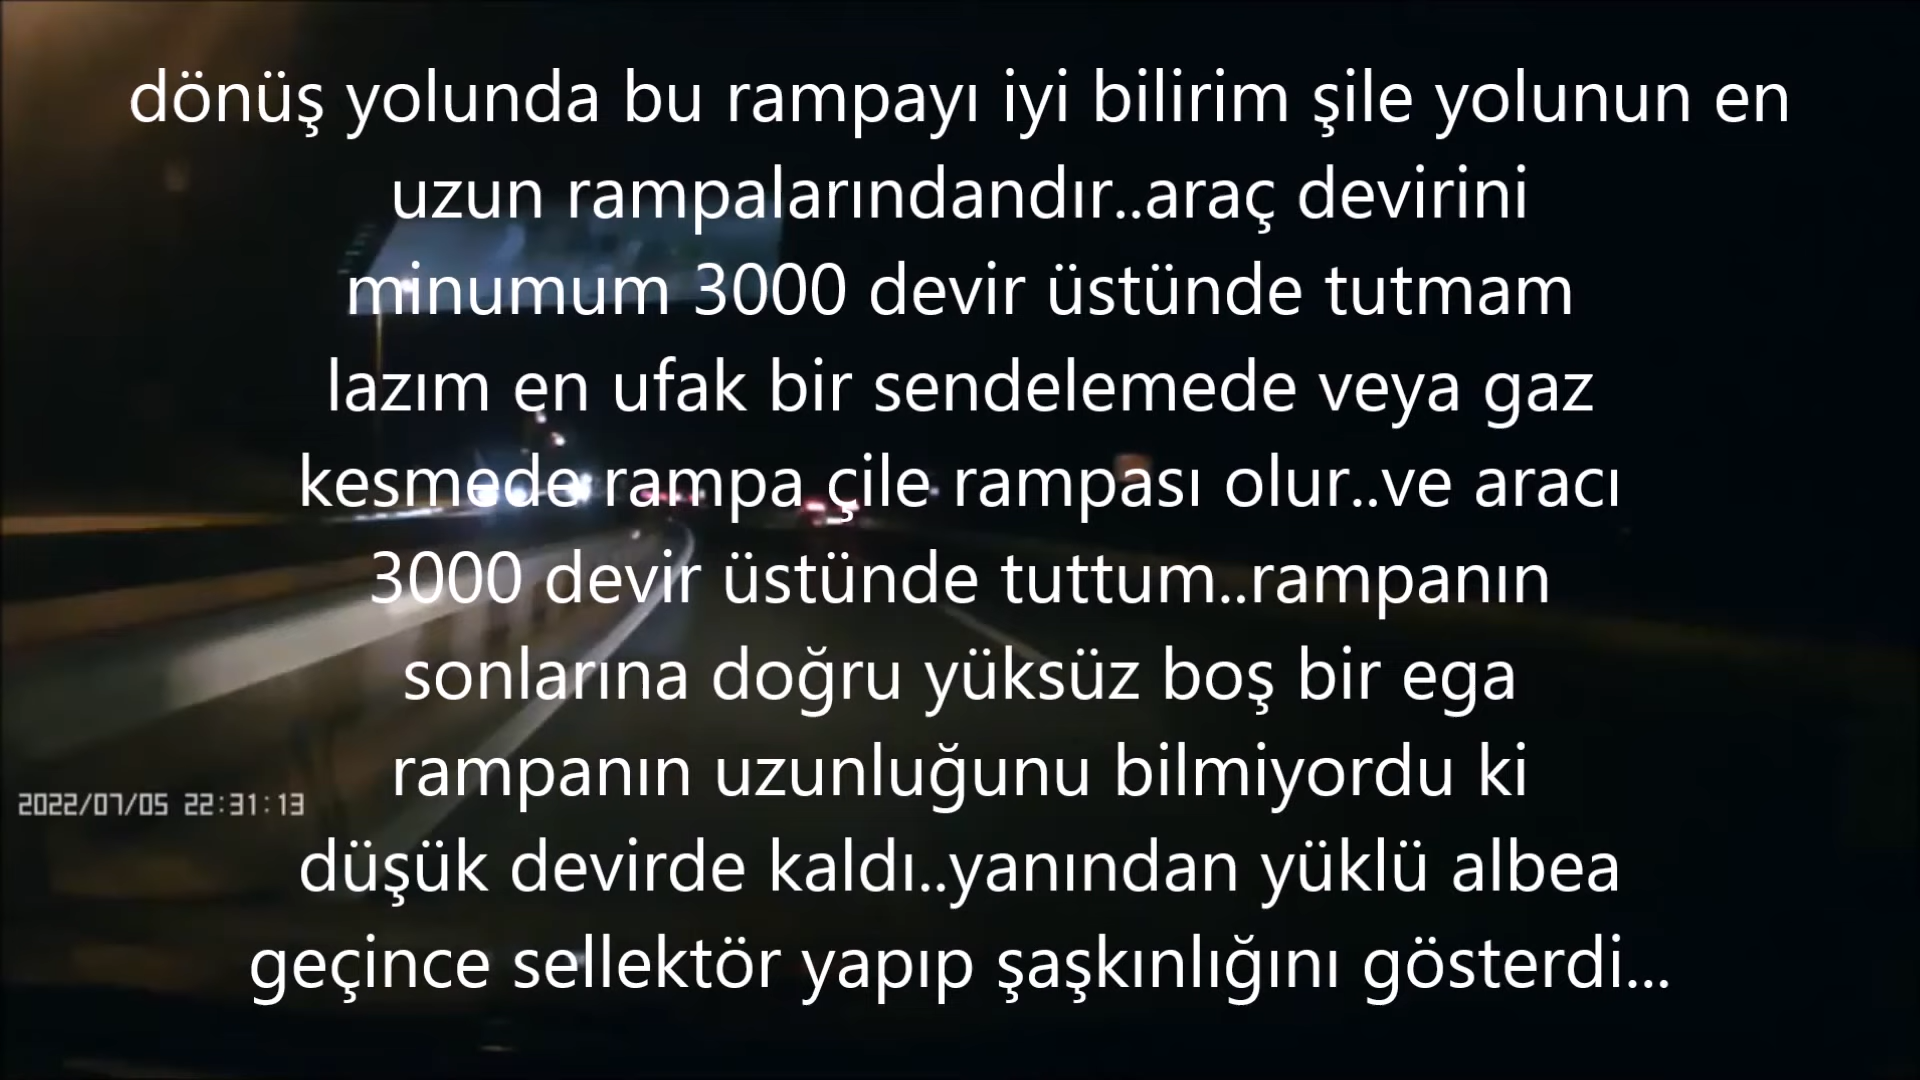 dönüş yolunda bu rampayı iyi bilirim şile yolunun en
uzun rampalarındandır..araç devirini
minumum 3000 devir üstünde tutmam
lazım en ufak bir sendelemede veya gaz
kesmede rampa çile rampası olur..ve aracı
3000 devir üstünde tuttum..rampanın
sonlarına doğru yüksüz boş bir ega
rampanın uzunluğunu bilmiyordu ki
2022/07/05 22:31:13
düşük devirde kaldı..yanından yüklü albea
geçince sellektör yapıp şaşkınlığını gösterdi...